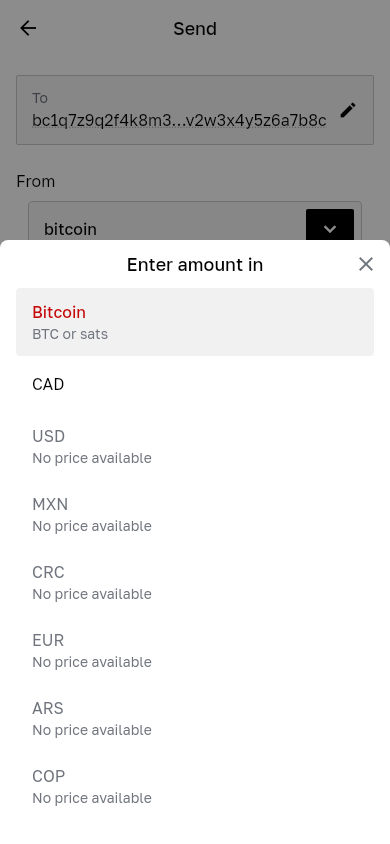 Send
To
bc1q7z9q2f4k8m3...v2w3x4y5z6a7b8c
From
bitcoin
Enter amount in
Bitcoin
BTC or sats
CAD
USD
No price available
MXN
No price available
CRC
No price available
EUR
No price available
ARS
No price available
COP
No price available